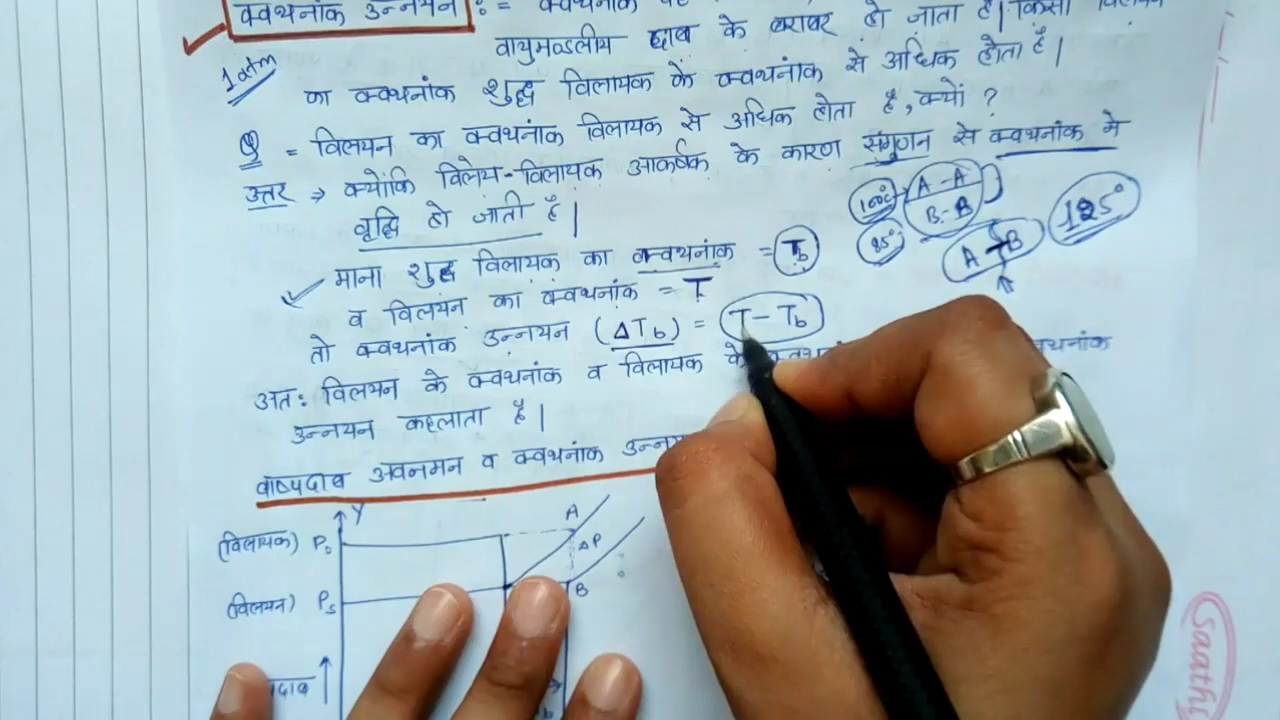 क्वथनांक उन्नयन : = क्वथनांक वह
वायुमण्डलीय दाब के बराबर हो जाता है। किसी विलयन
1 atm
का क्वथनांक शुद्ध विलायक के क्वथनांक से अधिक होता है।
Q = विलयन का क्वथनांक विलायक से अधिक होता है, क्यों ?
उत्तर ⇒ क्योंकि विलेय-विलायक आकर्षक के कारण संगुणन से क्वथनांक मे
वृद्धि हो जाती है।
100°C A - A
85° B - B
A - B 125°
माना शुद्ध विलायक का क्वथनांक = Tb
व विलयन का क्वथनांक = T
तो क्वथनांक उन्नयन (ΔTb) = T - Tb
अतः विलयन के क्वथनांक व विलायक के
उन्नयन कहलाता है।
वाष्पदाब अवनमन व क्वथनांक
Y
A
(विलायक) P₀
ΔP
B
(विलयन) Ps
b
Saathi